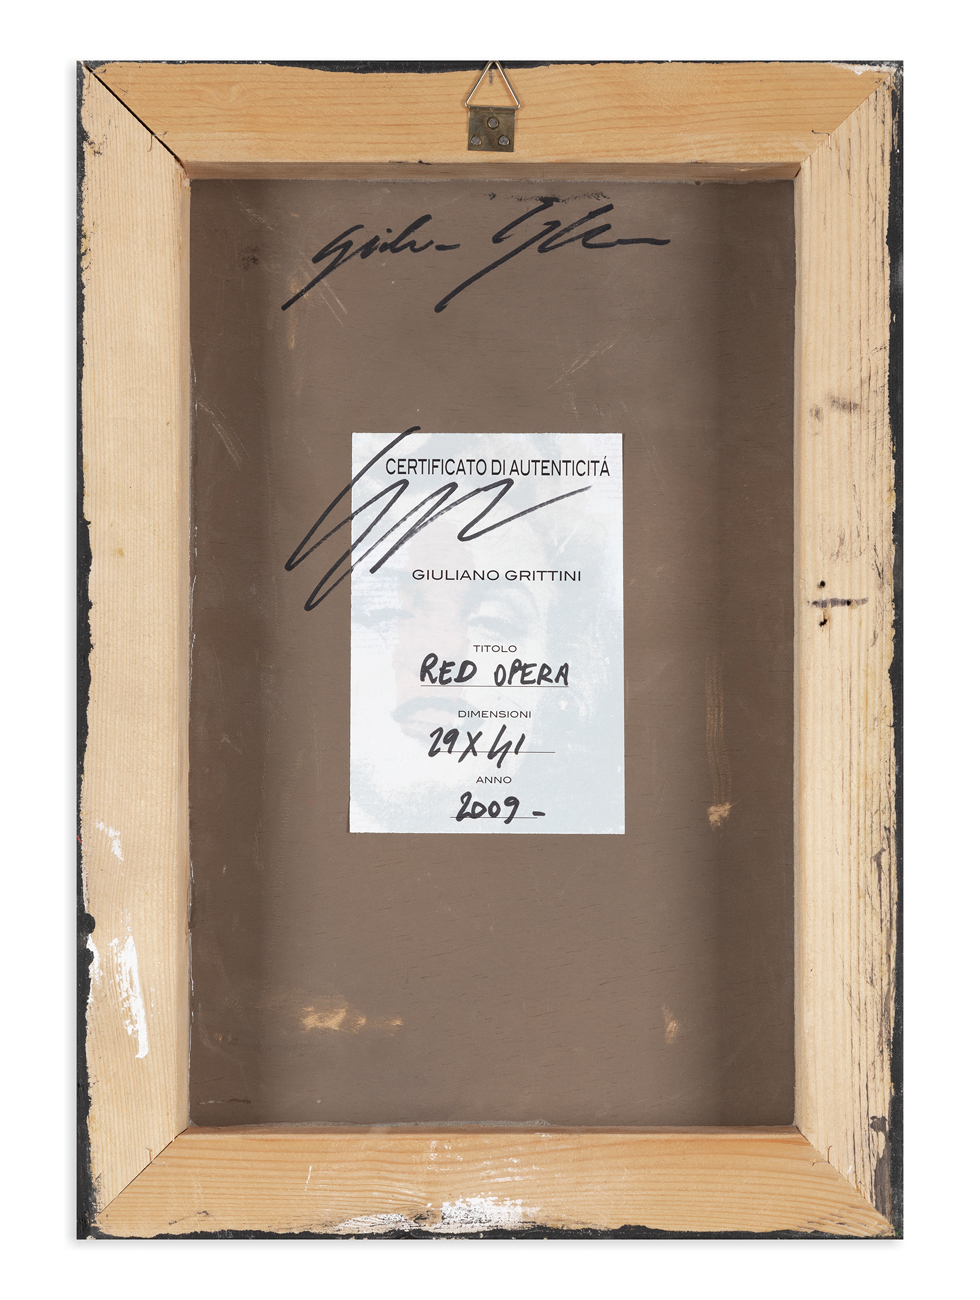 CERTIFICATO DI AUTENTICITÁ
GIULIANO GRITTINI
TITOLO
RED OPERA
DIMENSIONI
29X41
ANNO
2009-